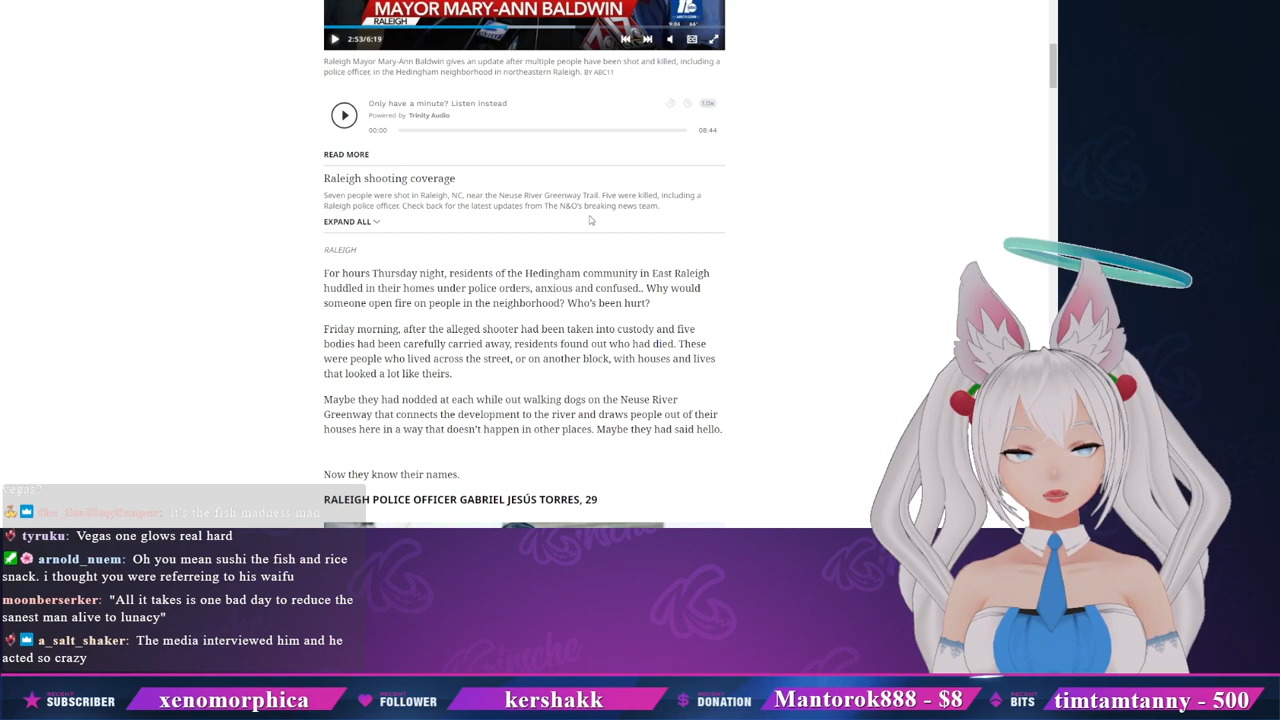 MAYOR MARY-ANN BALDWIN
RALEIGH
2:53/6:19
Raleigh Mayor Mary-Ann Baldwin gives an update after multiple people have been shot and killed, including a
police officer, in the Hedingham neighborhood in northeastern Raleigh. BY ABC11
Only have a minute? Listen instead
1.0x
Powered by Trinity Audio
00:00
08:44
READ MORE
Raleigh shooting coverage
Seven people were shot in Raleigh, NC, near the Neuse River Greenway Trail. Five were killed, including a
Raleigh police officer. Check back for the latest updates from The N&O's breaking news team.
EXPAND ALL
RALEIGH
For hours Thursday night, residents of the Hedingham community in East Raleigh
huddled in their homes under police orders, anxious and confused.. Why would
someone open fire on people in the neighborhood? Who's been hurt?
Friday morning, after the alleged shooter had been taken into custody and five
bodies had been carefully carried away, residents found out who had died. These
were people who lived across the street, or on another block, with houses and lives
that looked a lot like theirs.
Maybe they had nodded at each while out walking dogs on the Neuse River
Greenway that connects the development to the river and draws people out of their
houses here in a way that doesn't happen in other places. Maybe they had said hello.
Now they know their names.
RALEIGH POLICE OFFICER GABRIEL JESÚS TORRES, 29
vegas?
It's the fish madness man
tyruku: Vegas one glows real hard
arnold_nuem: Oh you mean sushi the fish and rice
snack. i thought you were referring to his waifu
moonberserker: "All it takes is one bad day to reduce the
sanest man alive to lunacy"
a_salt_shaker: The media interviewed him and he
acted so crazy
RECENT SUBSCRIBER xenomorphica
RECENT FOLLOWER kershakk
RECENT DONATION Mantorok888 - $8
RECENT BITS timtamtanny - 500